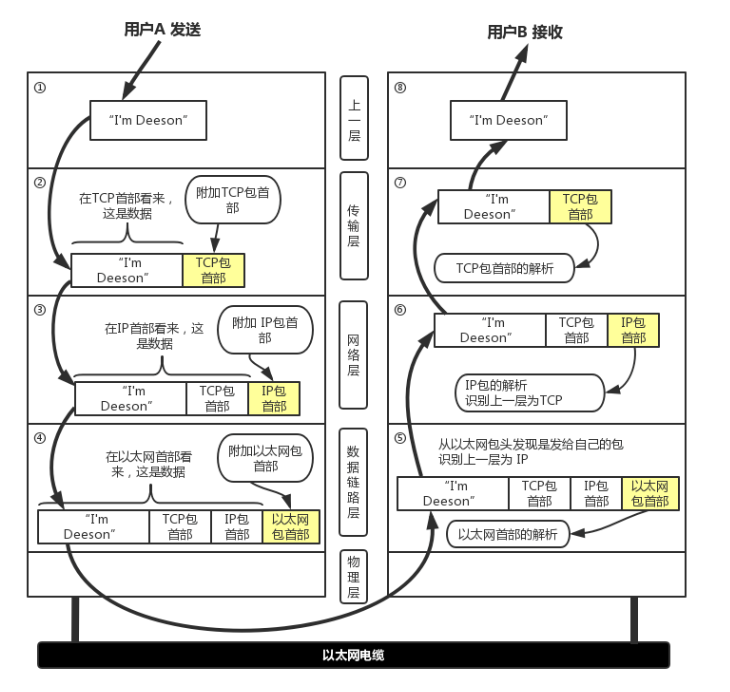 用户A 发送
①
“I'm Deeson”
②
在TCP首部看来，
这是数据
附加TCP包首
部
“I'm
Deeson”
TCP包
首部
③
在IP首部看来，这
是数据
附加 IP包首
部
“I'm
Deeson”
TCP包
首部
IP包
首部
④
在以太网首部看
来，这是数据
附加以太网包
首部
“I'm
Deeson”
TCP包
首部
IP包
首部
以太网
包首部
上
一
层
传
输
层
网
络
层
数
据
链
路
层
物
理
层
用户B 接收
⑧
“I'm Deeson”
⑦
“I'm
Deeson”
TCP包
首部
TCP包首部的解析
⑥
“I'm
Deeson”
TCP包
首部
IP包
首部
IP包的解析
识别上一层为TCP
⑤
从以太网包头发现是发给自己的包
识别上一层为 IP
“I'm
Deeson”
TCP包
首部
IP包
首部
以太网
包首部
以太网首部的解析
以太网电缆